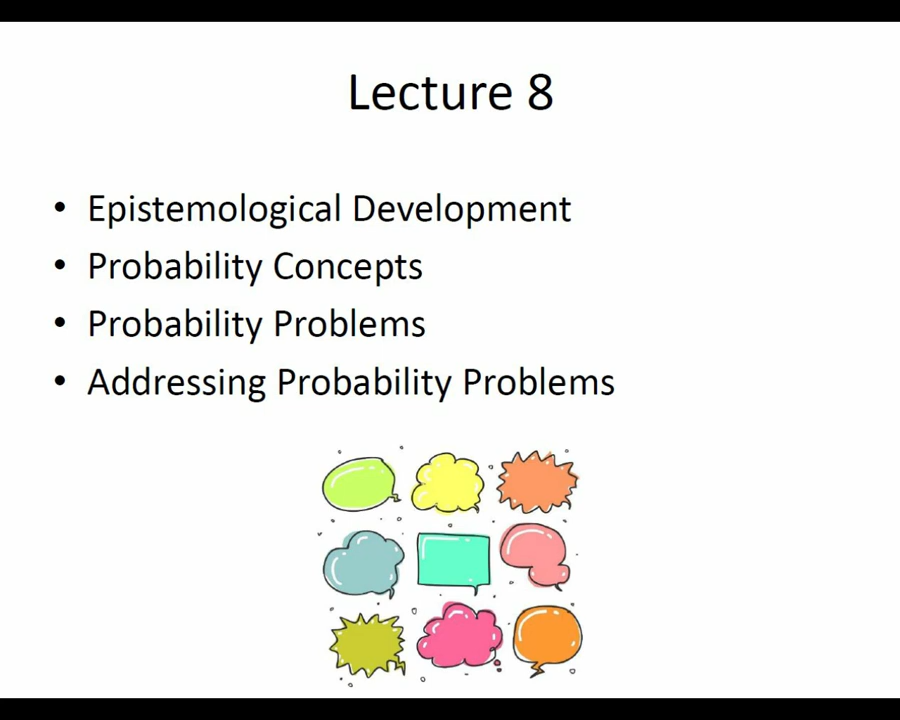 Lecture 8
• Epistemological Development
• Probability Concepts
• Probability Problems
• Addressing Probability Problems